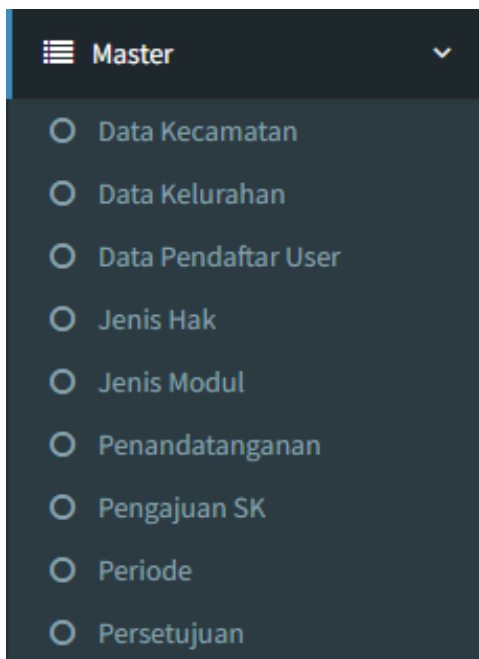 Master
Data Kecamatan
Data Kelurahan
Data Pendaftar User
Jenis Hak
Jenis Modul
Penandatanganan
Pengajuan SK
Periode
Persetujuan